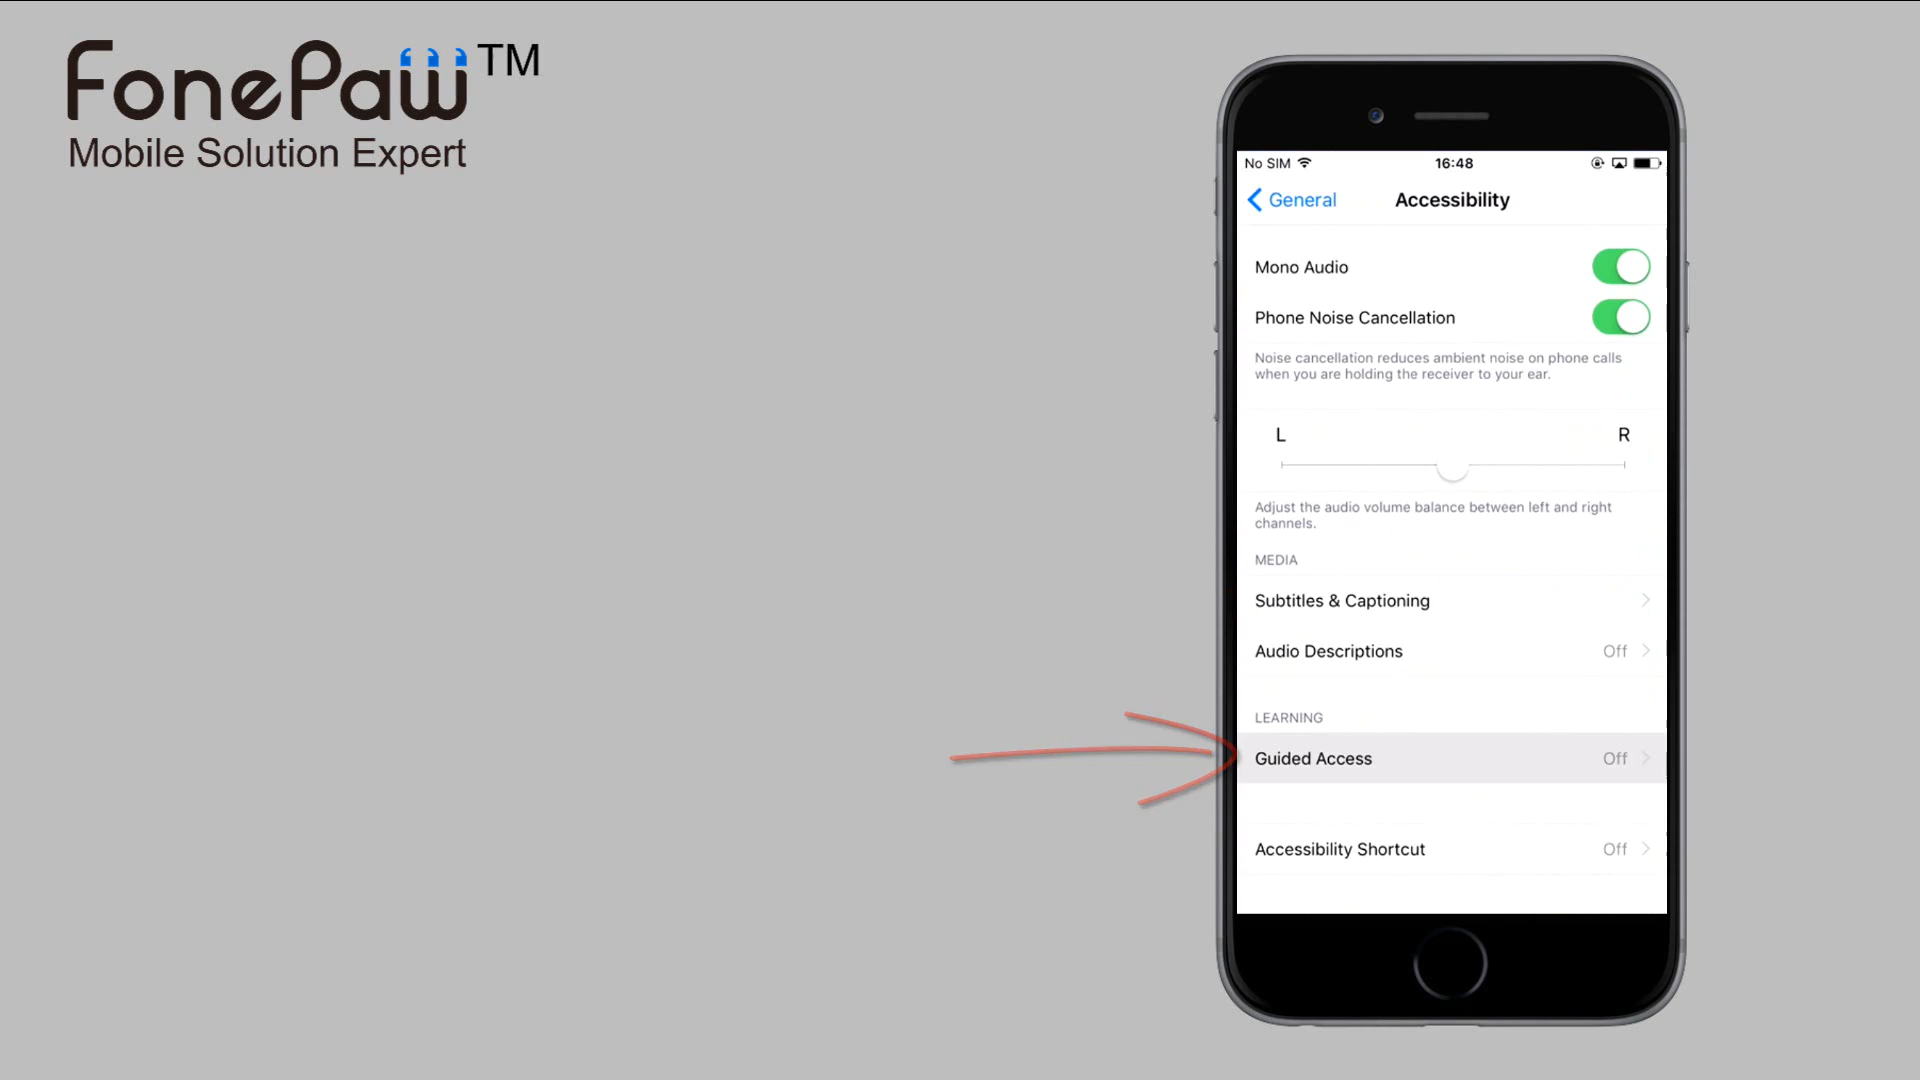 FonePaw TM
Mobile Solution Expert
No SIM 16:48
General Accessibility
Mono Audio
Phone Noise Cancellation
Noise cancellation reduces ambient noise on phone calls
when you are holding the receiver to your ear.
L R
Adjust the audio volume balance between left and right
channels.
MEDIA
Subtitles & Captioning
Audio Descriptions Off
LEARNING
Guided Access Off
Accessibility Shortcut Off